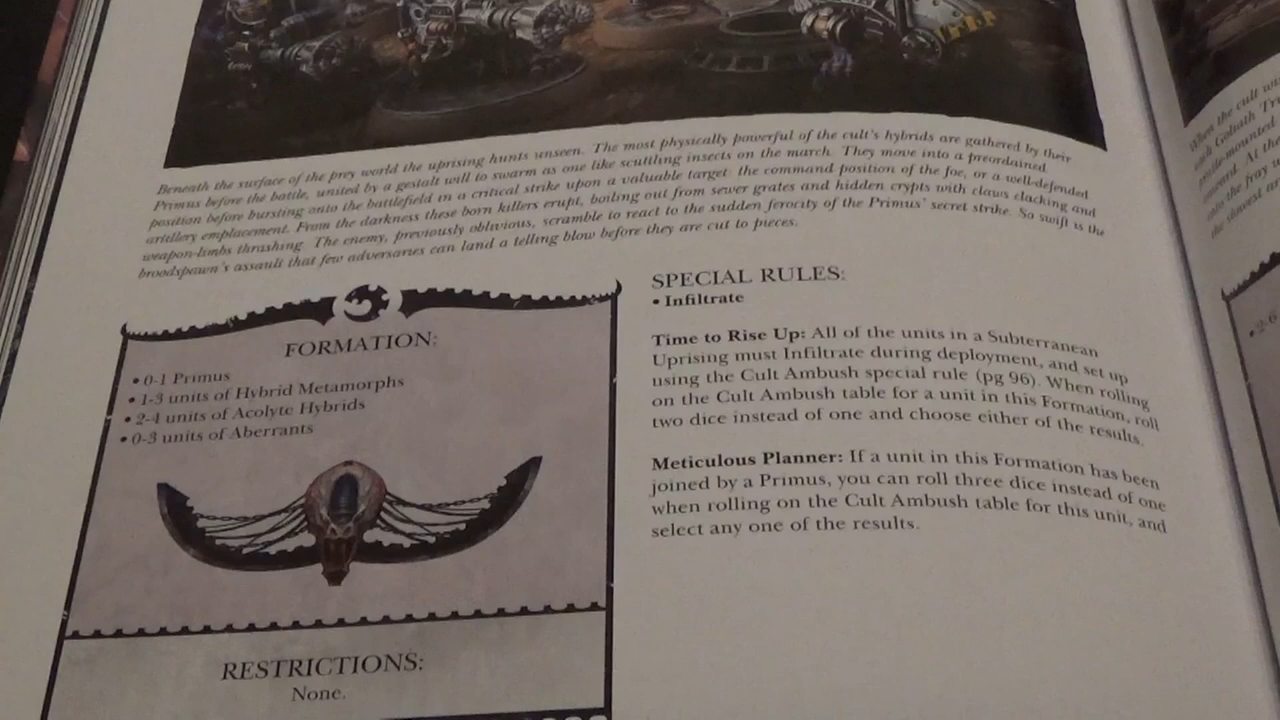 Beneath the surface of the prey world the uprising hunts unseen. The most physically powerful of the cult's hybrids are gathered by their
Primus before the battle, united by a gestalt will to swarm as one like scuttling insects on the march. They move into a preordained
position before bursting onto the battlefield in a critical strike upon a valuable target: the command position of the foe, or a well-defended
artillery emplacement. From the darkness these born killers erupt, boiling out from sewer grates and hidden crypts with claws clacking and
weapon-limbs thrashing. The enemy, previously oblivious, scramble to react to the sudden ferocity of the Primus' secret strike. So swift is the
broodspawn's assault that few adversaries can land a telling blow before they are cut to pieces.
FORMATION:
• 0-1 Primus
• 1-3 units of Hybrid Metamorphs
• 2-4 units of Acolyte Hybrids
• 0-3 units of Aberrants
RESTRICTIONS:
None.
SPECIAL RULES:
• Infiltrate
Time to Rise Up: All of the units in a Subterranean
Uprising must Infiltrate during deployment, and set up
using the Cult Ambush special rule (pg 96). When rolling
on the Cult Ambush table for a unit in this Formation, roll
two dice instead of one and choose either of the results.
Meticulous Planner: If a unit in this Formation has been
joined by a Primus, you can roll three dice instead of one
when rolling on the Cult Ambush table for this unit, and
select any one of the results.
When the cult
each Goliath